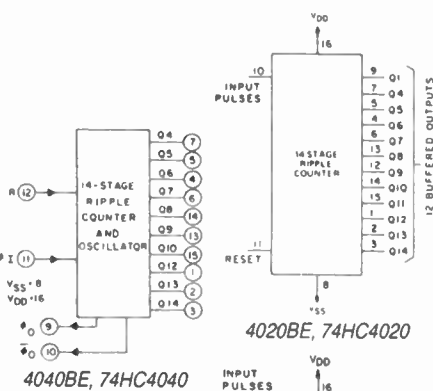 Q4 7
Q5 5
Q6 4
Q7 6
Q8 14
Q9 13
Q10 15
Q12 1
Q13 2
Q14 3
R 12
I 11
14-STAGE
RIPPLE
COUNTER
AND
OSCILLATOR
VSS=8
VDD=16
ΦO 9
Φ̅O 10
4040BE, 74HC4040
VDD
16
10
INPUT
PULSES
14 STAGE
RIPPLE
COUNTER
9 Q1
7 Q4
5 Q5
4 Q6
6 Q7
13 Q8
12 Q9
14 Q10
15 Q11
1 Q12
2 Q13
3 Q14
12 BUFFERED OUTPUTS
11
RESET
8
VSS
4020BE, 74HC4020
VDD
INPUT
PULSES
16